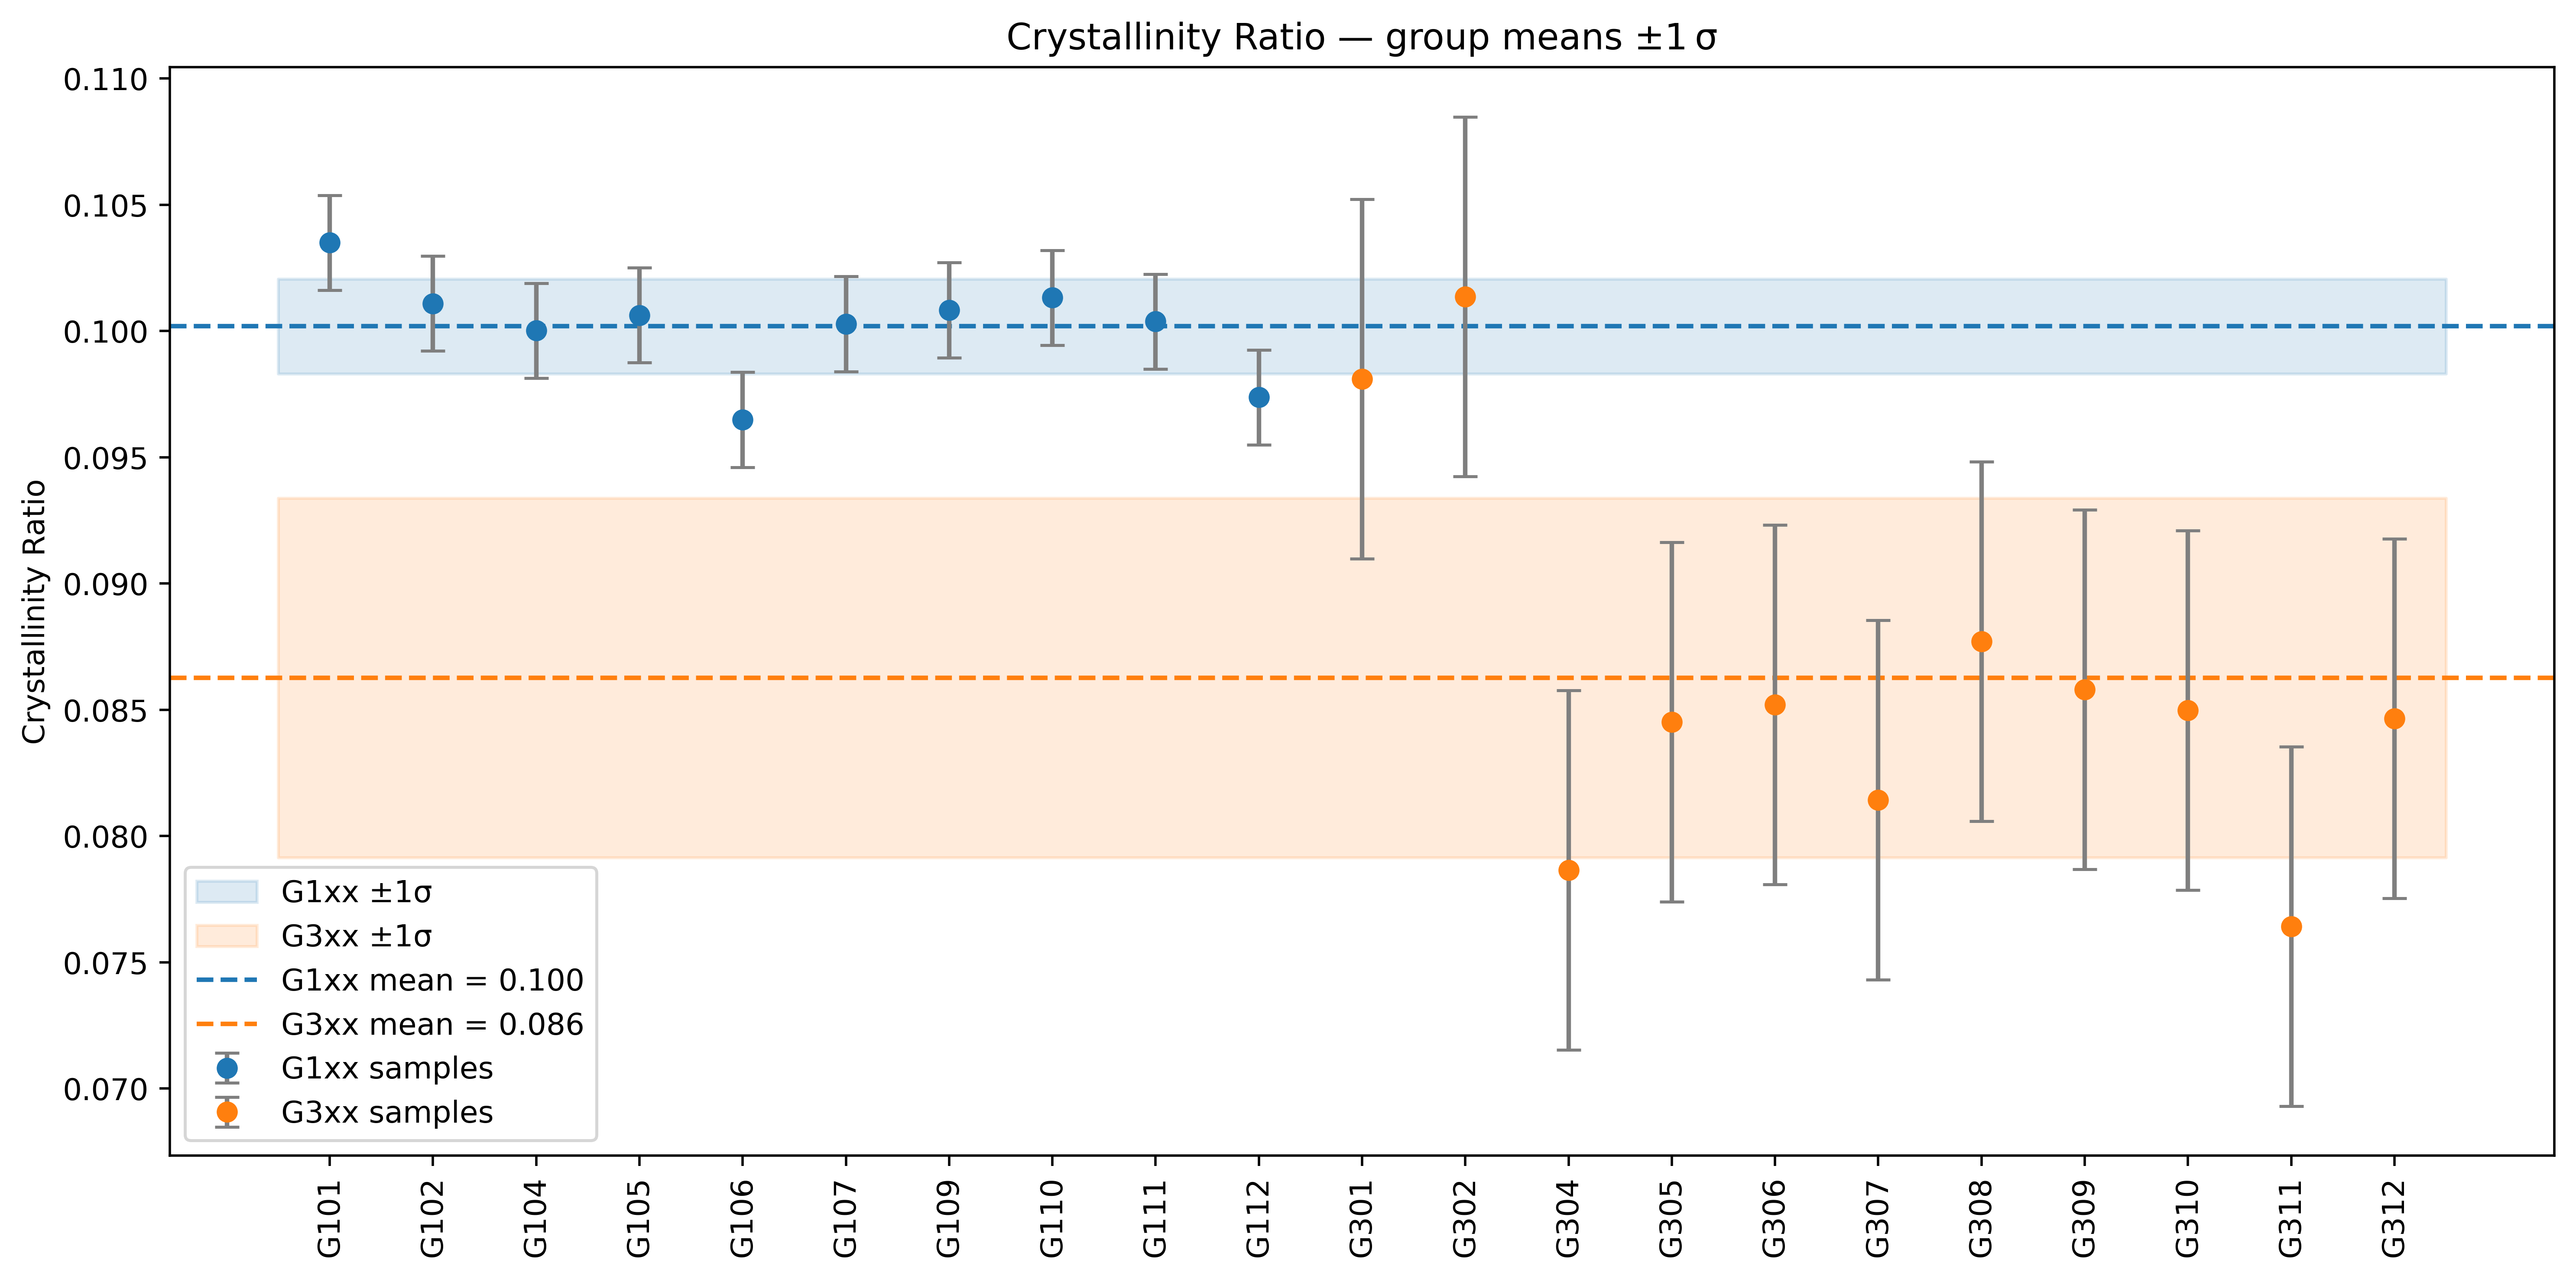 Crystallinity Ratio — group means ±1 σ
Crystallinity Ratio
0.110
0.105
0.100
0.095
0.090
0.085
0.080
0.075
0.070
G1xx ±1σ
G3xx ±1σ
G1xx mean = 0.100
G3xx mean = 0.086
G1xx samples
G3xx samples
G101
G102
G104
G105
G106
G107
G109
G110
G111
G112
G301
G302
G304
G305
G306
G307
G308
G309
G310
G311
G312